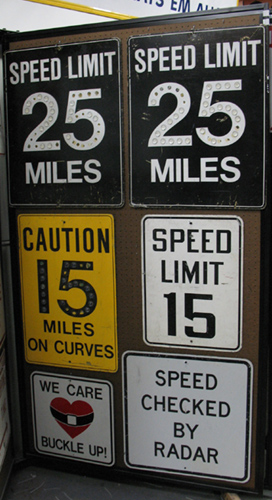 SPEED LIMIT
25
MILES
SPEED LIMIT
25
MILES
CAUTION
15
MILES
ON CURVES
SPEED
LIMIT
15
WE CARE
BUCKLE UP!
SPEED
CHECKED
BY
RADAR